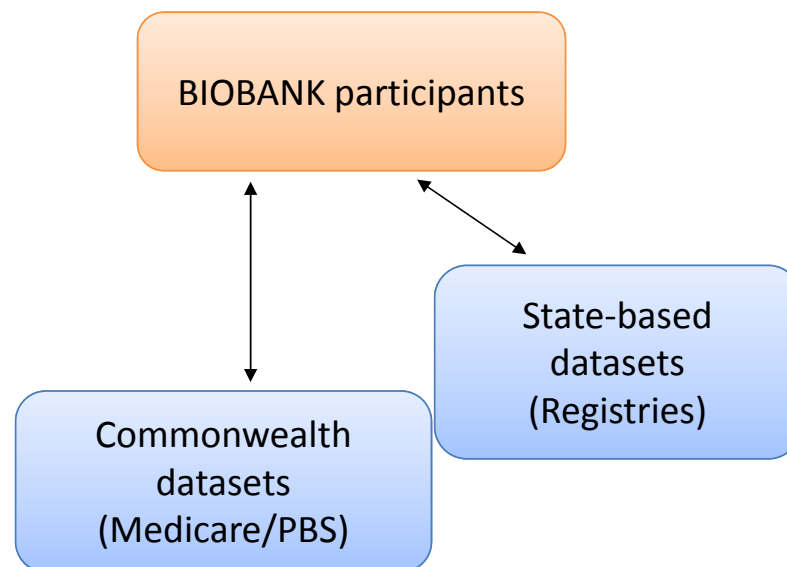 BIOBANK participants
State-based
datasets
(Registries)
Commonwealth
datasets
(Medicare/PBS)